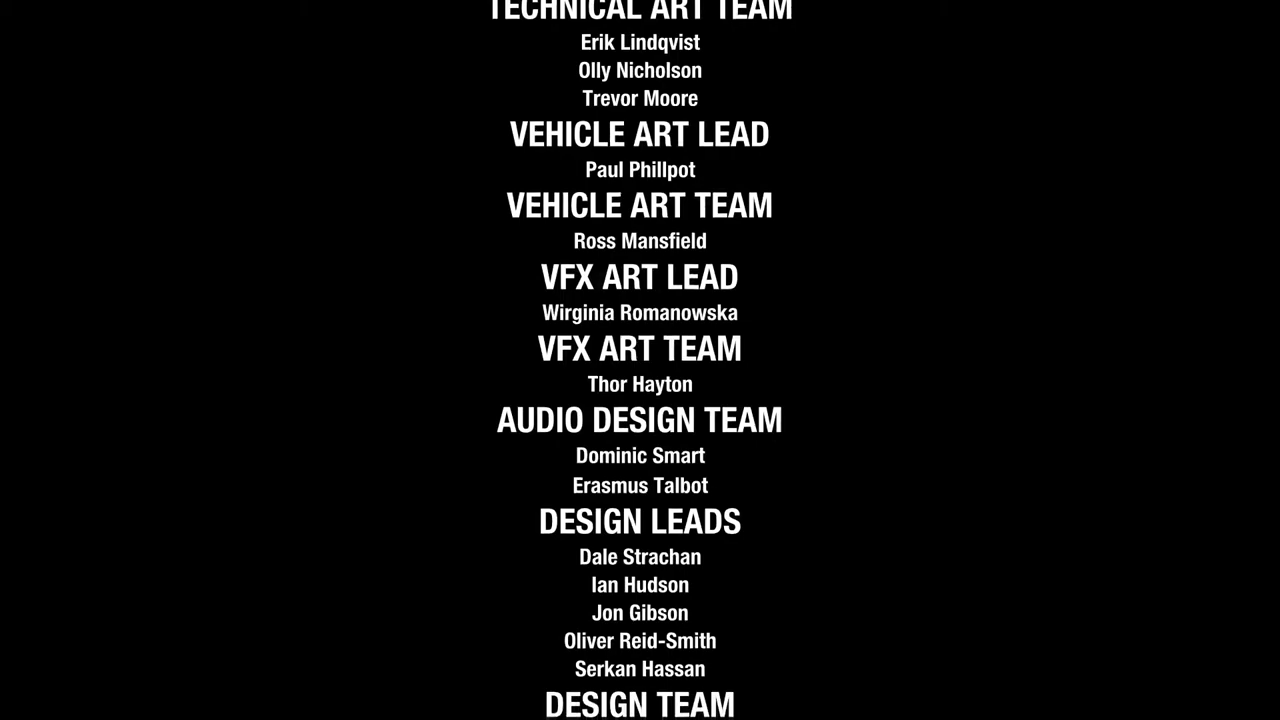 TECHNICAL ART TEAM
Erik Lindqvist
Olly Nicholson
Trevor Moore
VEHICLE ART LEAD
Paul Phillpot
VEHICLE ART TEAM
Ross Mansfield
VFX ART LEAD
Wirginia Romanowska
VFX ART TEAM
Thor Hayton
AUDIO DESIGN TEAM
Dominic Smart
Erasmus Talbot
DESIGN LEADS
Dale Strachan
Ian Hudson
Jon Gibson
Oliver Reid-Smith
Serkan Hassan
DESIGN TEAM